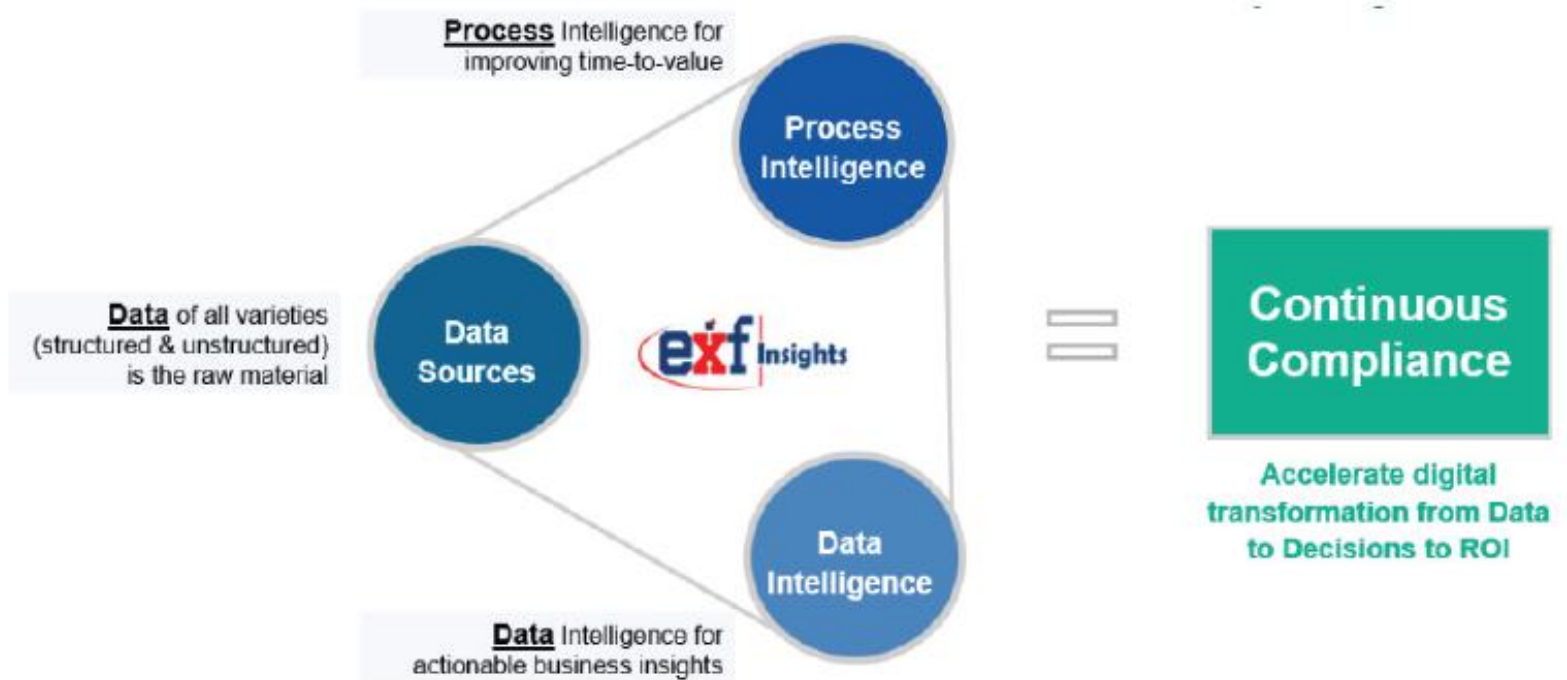 Process Intelligence for
improving time-to-value
Process
Intelligence
Data of all varieties
(structured & unstructured)
is the raw material
Data
Sources
exf Insights
Continuous
Compliance
Accelerate digital
transformation from Data
to Decisions to ROI
Data
Intelligence
Data Intelligence for
actionable business insights